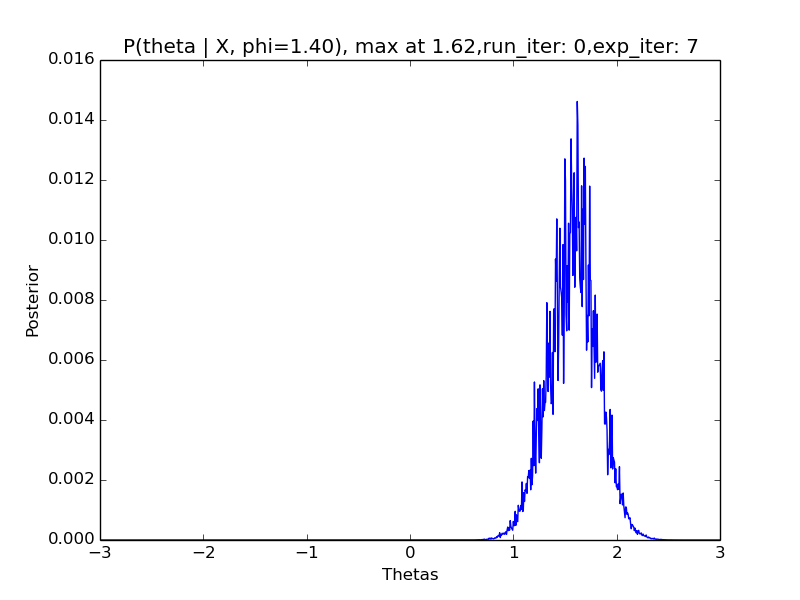 P(theta | X, phi=1.40), max at 1.62,run_iter: 0,exp_iter: 7
0.016
0.014
0.012
0.010
0.008
0.006
0.004
0.002
0.000
Posterior
−3 −2 −1 0 1 2 3
Thetas